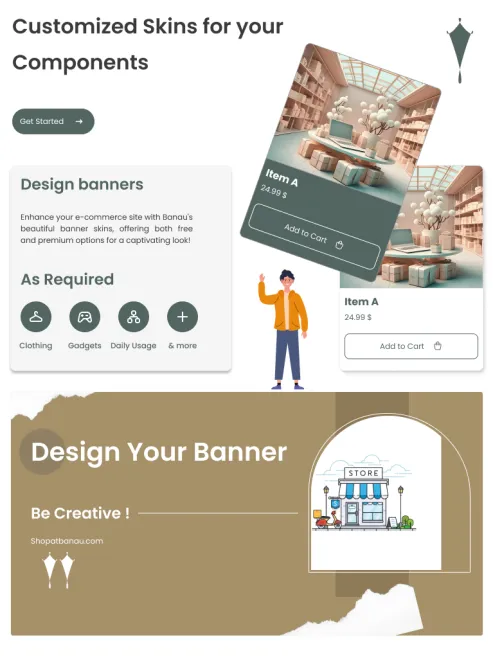 Customized Skins for your
Components
Get Started
Item A
24.99 $
Add to Cart
Design banners
Enhance your e-commerce site with Banau's
beautiful banner skins, offering both free
and premium options for a captivating look!
As Required
Clothing
Gadgets
Daily Usage
& more
Item A
24.99 $
Add to Cart
Design Your Banner
STORE
Be Creative !
Shopatbanau.com